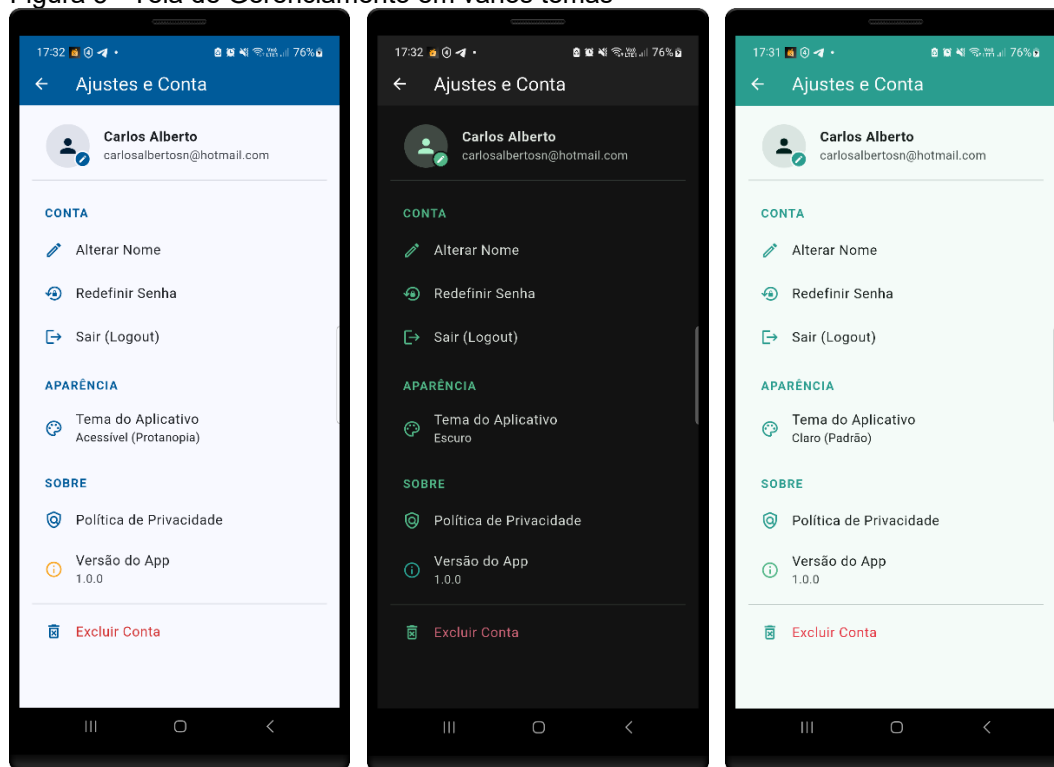 Figura 6 - Tela de Gerenciamento em vários temas
17:32
76%
Ajustes e Conta
Carlos Alberto
carlosalbertosn@hotmail.com
CONTA
Alterar Nome
Redefinir Senha
Sair (Logout)
APARÊNCIA
Tema do Aplicativo
Acessível (Protanopia)
SOBRE
Política de Privacidade
Versão do App
1.0.0
Excluir Conta
17:32
76%
Ajustes e Conta
Carlos Alberto
carlosalbertosn@hotmail.com
CONTA
Alterar Nome
Redefinir Senha
Sair (Logout)
APARÊNCIA
Tema do Aplicativo
Escuro
SOBRE
Política de Privacidade
Versão do App
1.0.0
Excluir Conta
17:31
76%
Ajustes e Conta
Carlos Alberto
carlosalbertosn@hotmail.com
CONTA
Alterar Nome
Redefinir Senha
Sair (Logout)
APARÊNCIA
Tema do Aplicativo
Claro (Padrão)
SOBRE
Política de Privacidade
Versão do App
1.0.0
Excluir Conta